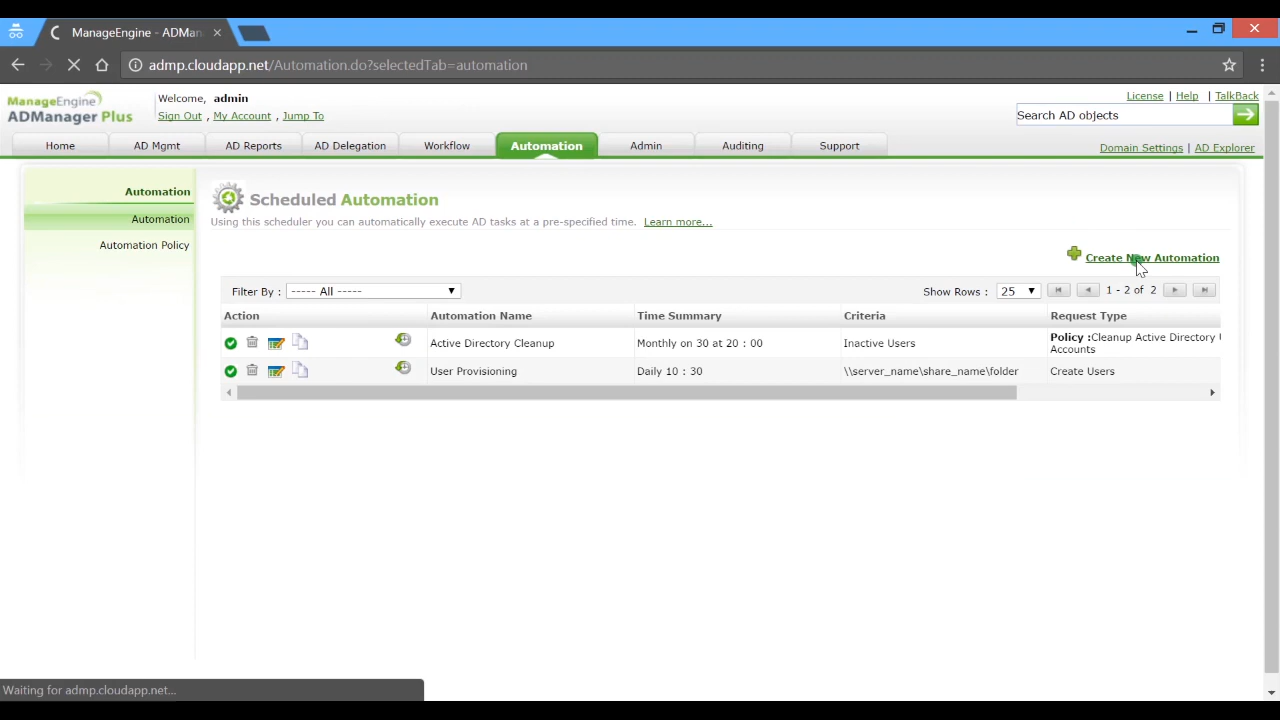 ManageEngine - ADMan
admp.cloudapp.net/Automation.do?selectedTab=automation
ManageEngine
ADManager Plus
Welcome, admin
Sign Out , My Account , Jump To
License | Help | TalkBack
Search AD objects
Home AD Mgmt AD Reports AD Delegation Workflow Automation Admin Auditing Support
Domain Settings | AD Explorer
Automation
Automation
Automation Policy
Scheduled Automation
Using this scheduler you can automatically execute AD tasks at a pre-specified time. Learn more...
Create New Automation
Filter By : ----- All ----- Show Rows : 25 1 - 2 of 2
Action Automation Name Time Summary Criteria Request Type
Active Directory Cleanup Monthly on 30 at 20 : 00 Inactive Users Policy :Cleanup Active Directory
Accounts
User Provisioning Daily 10 : 30 \\server_name\share_name\folder Create Users
Waiting for admp.cloudapp.net...